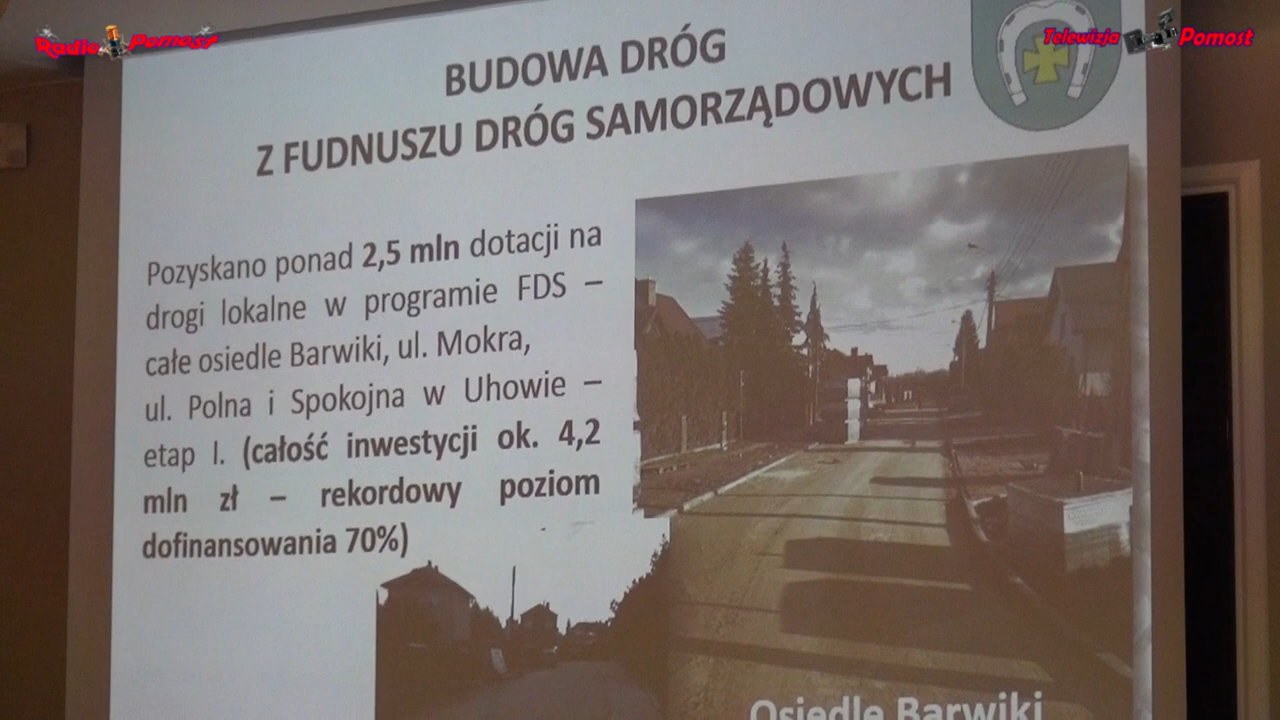 Radio Pomost
Telewizja Pomost
BUDOWA DRÓG
Z FUDNUSZU DRÓG SAMORZĄDOWYCH
Pozyskano ponad 2,5 mln dotacji na
drogi lokalne w programie FDS –
całe osiedle Barwiki, ul. Mokra,
ul. Polna i Spokojna w Uhowie –
etap I. (całość inwestycji ok. 4,2
mln zł – rekordowy poziom
dofinansowania 70%)
Osiedle Barwiki